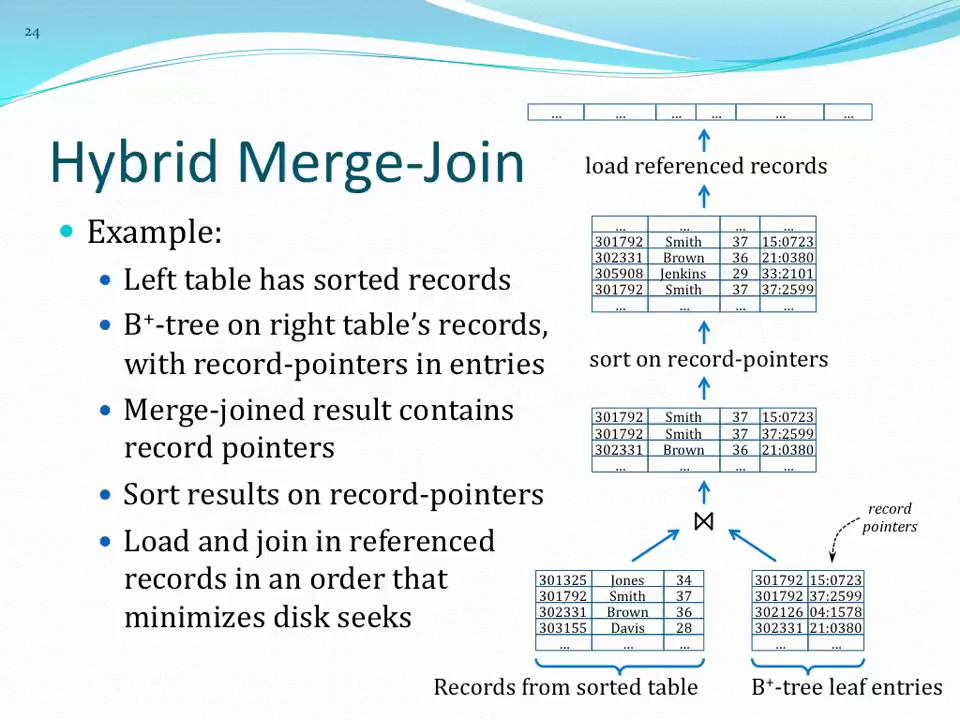 24
Hybrid Merge-Join
Example:
Left table has sorted records
B+-tree on right table's records,
with record-pointers in entries
Merge-joined result contains
record pointers
Sort results on record-pointers
Load and join in referenced
records in an order that
minimizes disk seeks
... ... ... ... ... ...
load referenced records
... ... ... ...
301792 Smith 37 15:0723
302331 Brown 36 21:0380
305908 Jenkins 29 33:2101
301792 Smith 37 37:2599
... ... ... ...
sort on record-pointers
301792 Smith 37 15:0723
301792 Smith 37 37:2599
302331 Brown 36 21:0380
... ... ... ...
⋈
record
pointers
301325 Jones 34
301792 Smith 37
302331 Brown 36
303155 Davis 28
... ... ...
Records from sorted table
301792 15:0723
301792 37:2599
302126 04:1578
302331 21:0380
... ...
B+-tree leaf entries